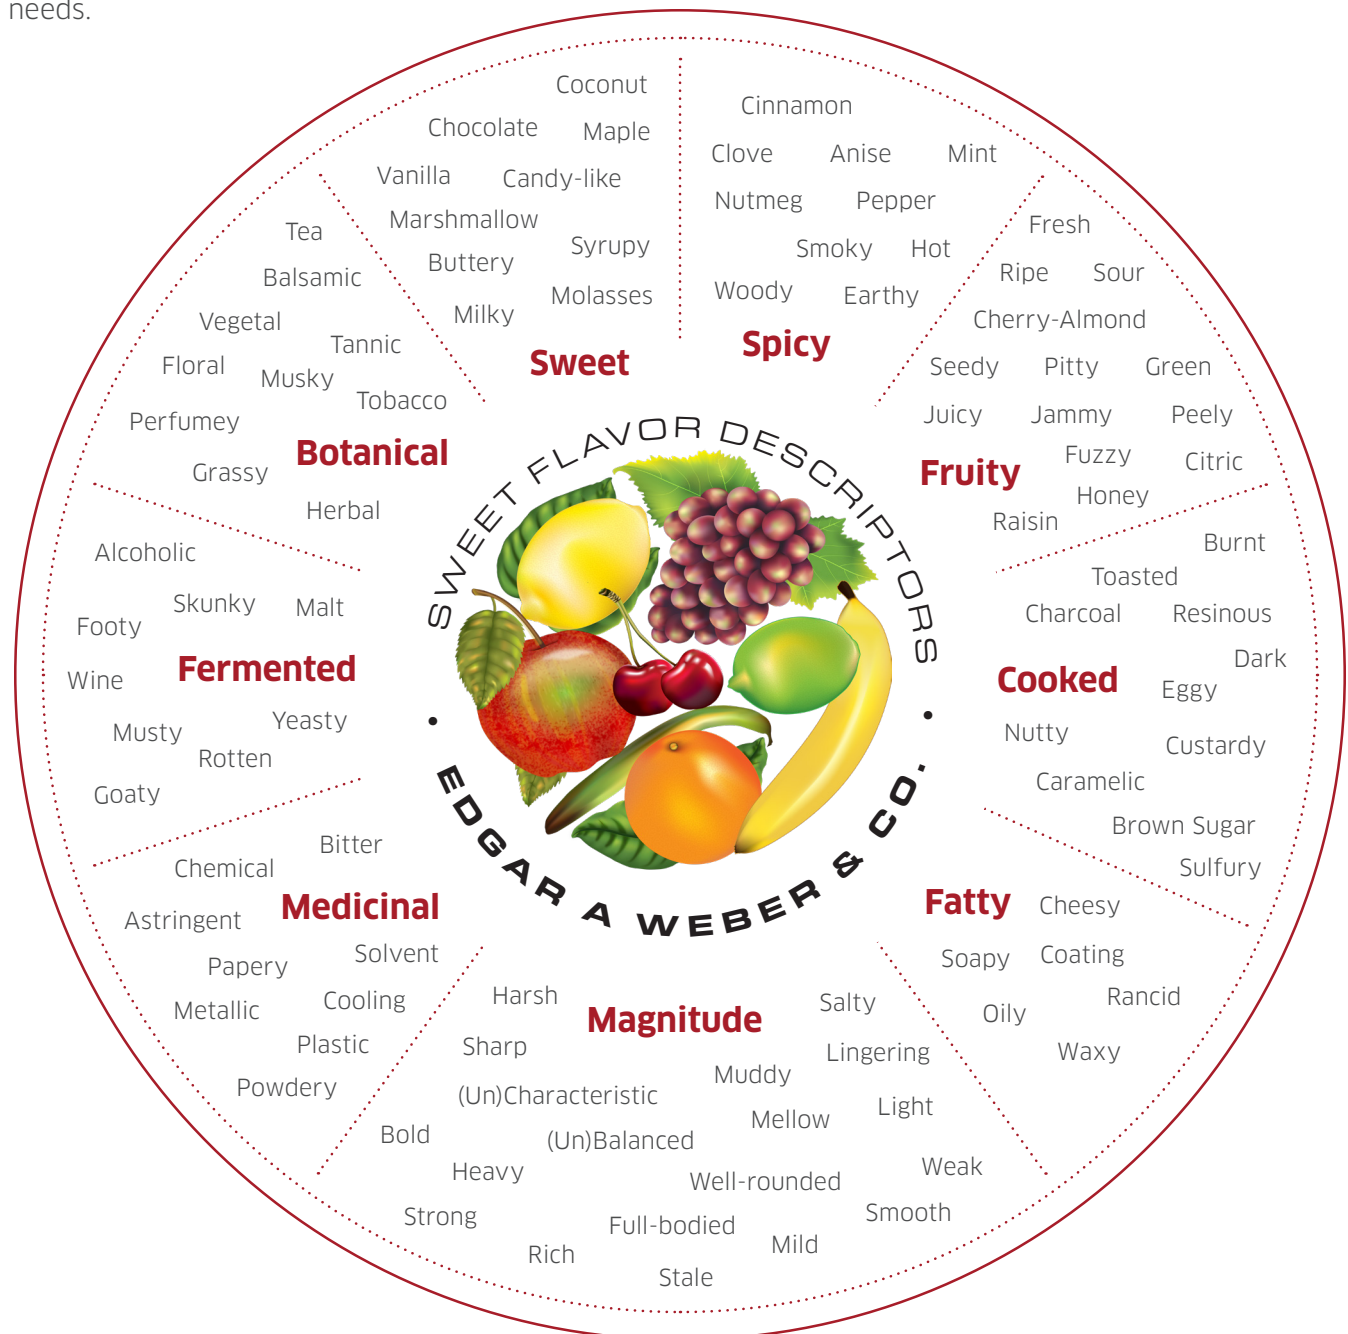 needs.
Coconut
Chocolate Maple
Vanilla Candy-like
Marshmallow
Syrupy
Buttery
Molasses
Milky
Sweet
Cinnamon
Clove Anise Mint
Nutmeg Pepper
Smoky Hot
Woody Earthy
Spicy
Fresh
Ripe Sour
Cherry-Almond
Seedy Pitty Green
Juicy Jammy Peely
Fuzzy Citric
Fruity
Honey
Raisin
Burnt
Toasted
Charcoal Resinous
Dark
Cooked Eggy
Nutty
Custardy
Caramelic
Brown Sugar
Sulfury
Fatty Cheesy
Soapy Coating
Rancid
Oily
Waxy
Magnitude
Harsh
Salty
Sharp
Lingering
Muddy
(Un)Characteristic
Light
Mellow
Bold
(Un)Balanced
Heavy
Weak
Well-rounded
Strong
Smooth
Full-bodied
Mild
Rich
Stale
Bitter
Chemical
Medicinal
Astringent
Solvent
Papery
Cooling
Metallic
Plastic
Powdery
Alcoholic
Skunky Malt
Footy
Fermented
Wine
Yeasty
Musty
Rotten
Goaty
Tea
Balsamic
Vegetal
Tannic
Floral
Musky
Tobacco
Perfumey
Botanical
Grassy
Herbal
SWEET FLAVOR DESCRIPTORS
• EDGAR A WEBER & CO. •